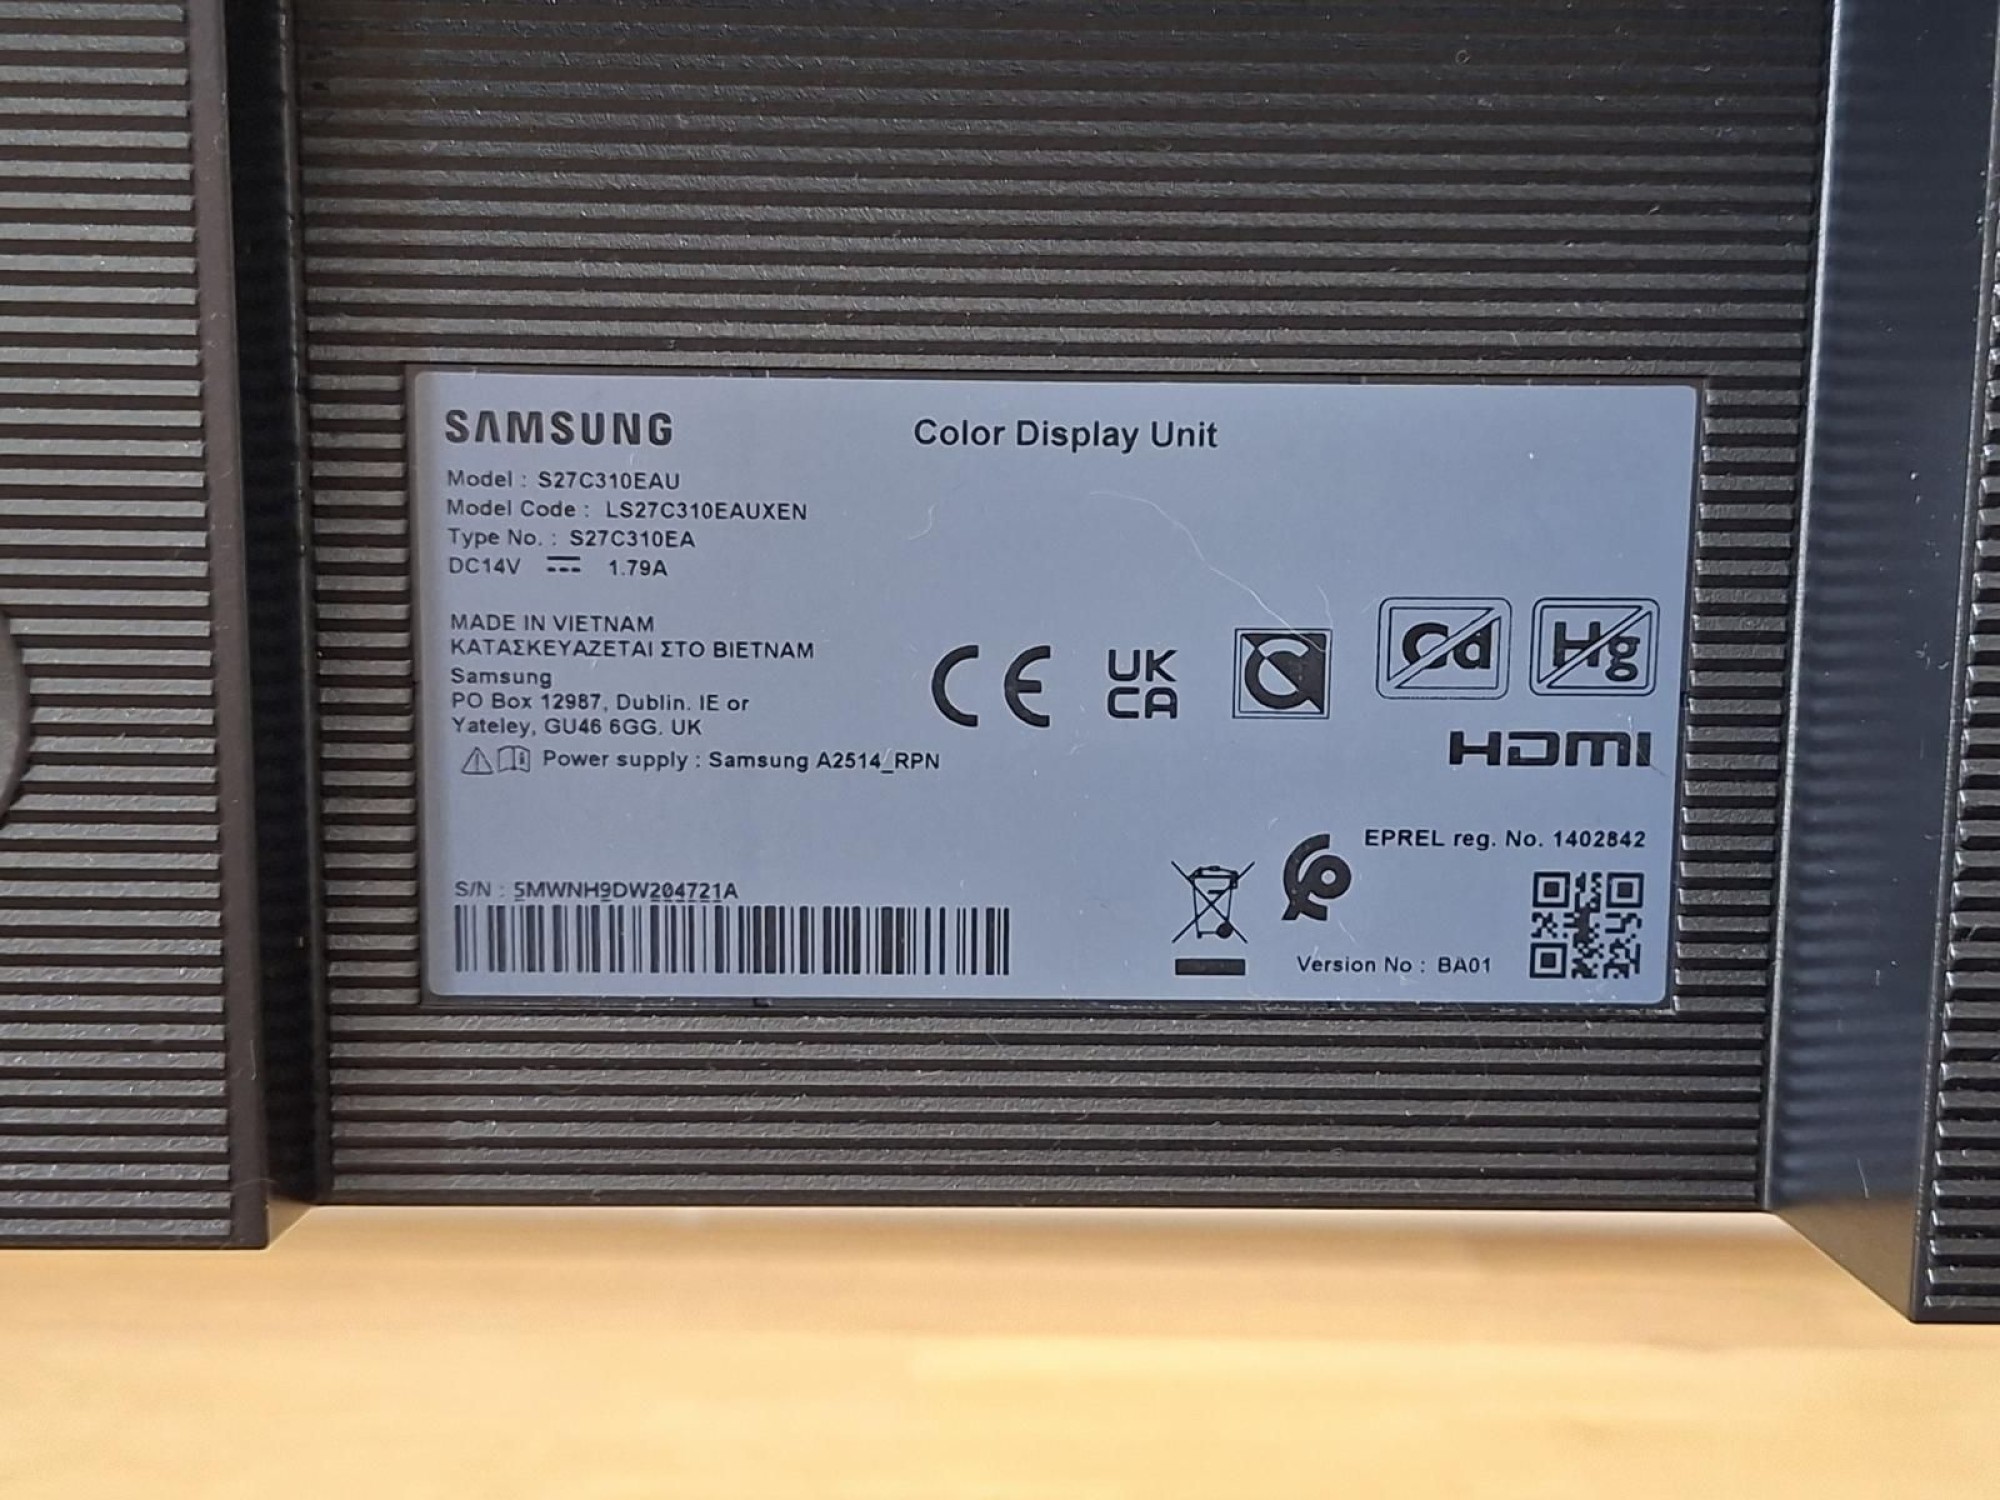 SAMSUNG
Color Display Unit
Model : S27C310EAU
Model Code : LS27C310EAUXEN
Type No. : S27C310EA
DC14V ⎓ 1.79A
MADE IN VIETNAM
ΚΑΤΑΣΚΕΥΑΖΕΤΑΙ ΣΤΟ ΒΙΕΤΝΑΜ
Samsung
PO Box 12987, Dublin. IE or
Yateley, GU46 6GG. UK
Power supply : Samsung A2514_RPN
CE
UK
CA
Cd
Hg
HDMI
EPREL reg. No. 1402842
S/N : 5MWNH9DW204721A
Version No : BA01